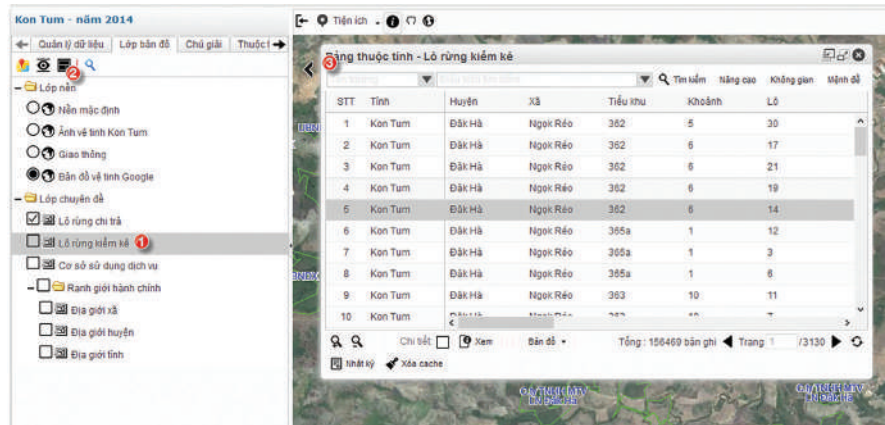 Kon Tum - năm 2014
Tiện ích
Quản lý dữ liệu Lớp bản đồ Chú giải Thuộc t
2
Lớp nền
Nền mặc định
Ảnh vệ tinh Kon Tum
Giao thông
Bản đồ vệ tinh Google
Lớp chuyên đề
Lô rừng chi trả
Lô rừng kiểm kê 1
Cơ sở sử dụng dịch vụ
Ranh giới hành chính
Địa giới xã
Địa giới huyện
Địa giới tỉnh
3
Bảng thuộc tính - Lô rừng kiểm kê
Tìm kiếm Nâng cao Không gian Mệnh đề
STT Tỉnh Huyện Xã Tiểu khu Khoảnh Lô
1 Kon Tum Đăk Hà Ngọk Réo 362 5 30
2 Kon Tum Đăk Hà Ngọk Réo 362 6 17
3 Kon Tum Đăk Hà Ngọk Réo 362 6 21
4 Kon Tum Đăk Hà Ngọk Réo 362 6 19
5 Kon Tum Đăk Hà Ngọk Réo 362 6 14
6 Kon Tum Đăk Hà Ngọk Réo 365a 1 12
7 Kon Tum Đăk Hà Ngọk Réo 365a 1 3
8 Kon Tum Đăk Hà Ngọk Réo 365a 1 6
9 Kon Tum Đăk Hà Ngọk Réo 363 10 11
10 Kon Tum
Chi tiết Xem Bản đồ Tổng : 156469 bản ghi Trang 1 /3130
Nhật ký Xóa cache